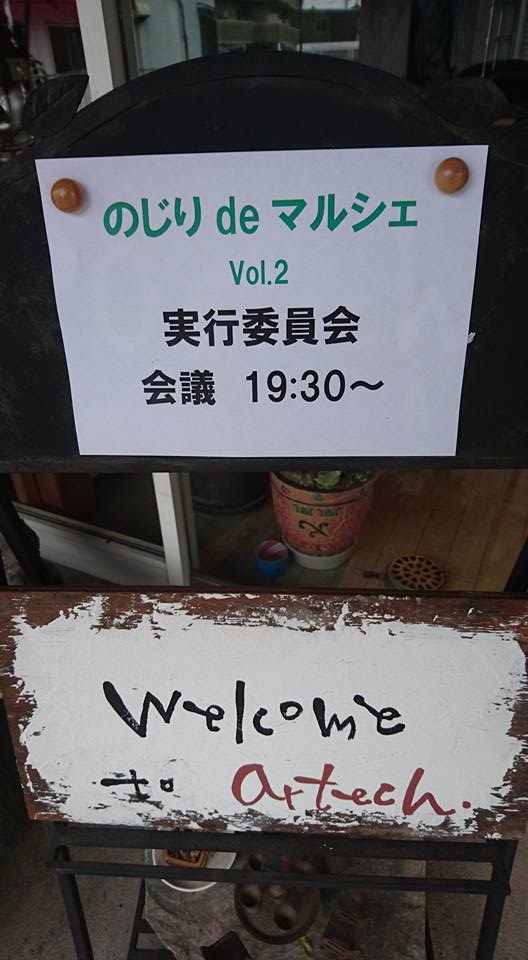 のじり de マルシェ
Vol.2
実行委員会
会議 19:30～
Welcome
to artech.